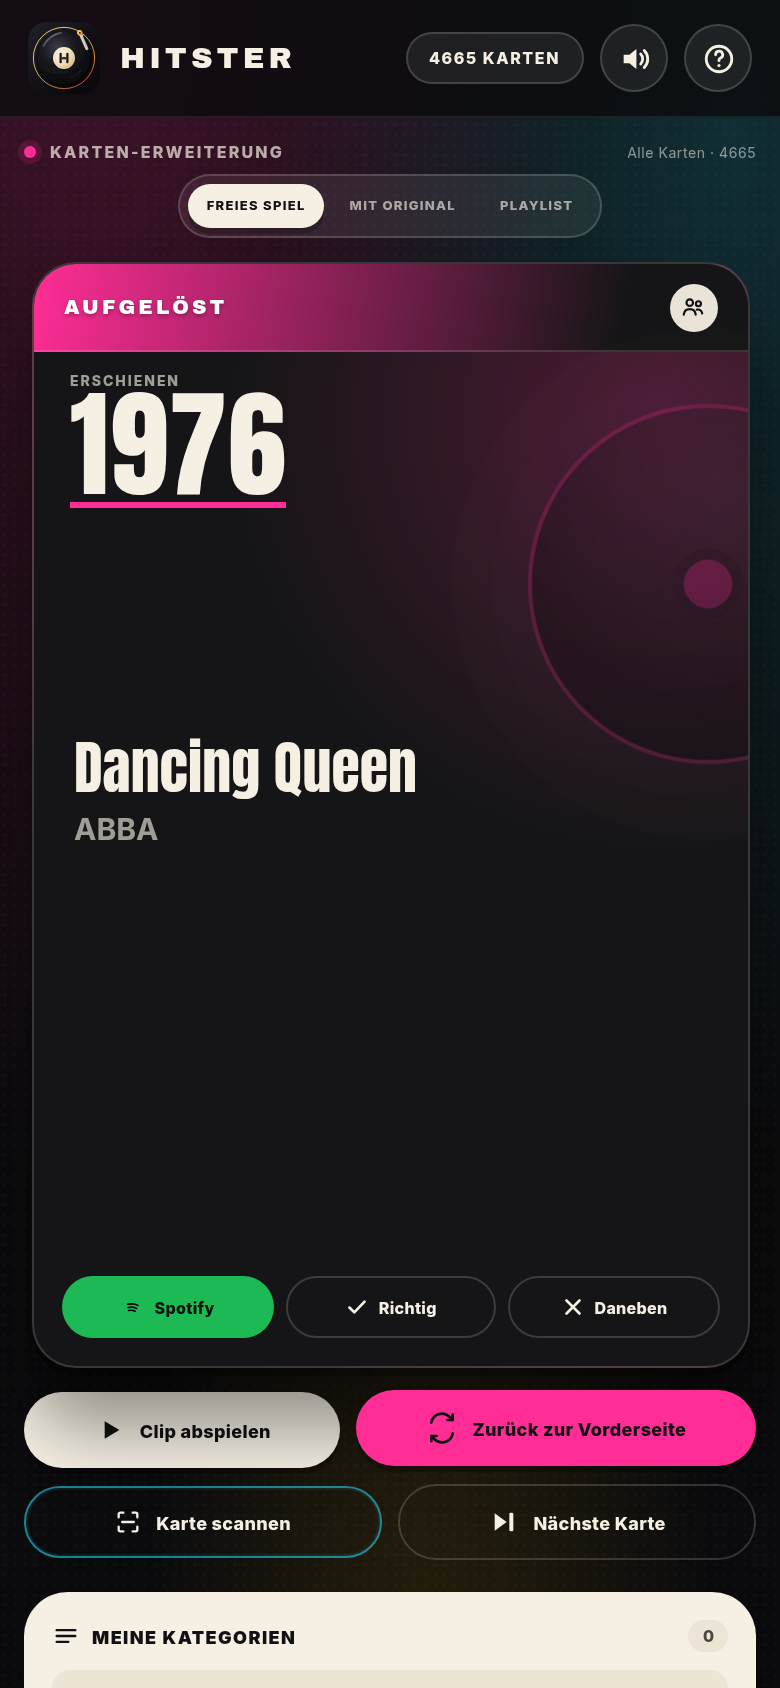 H
HITSTER
4665 KARTEN
KARTEN-ERWEITERUNG
Alle Karten · 4665
FREIES SPIEL
MIT ORIGINAL
PLAYLIST
AUFGELÖST
ERSCHIENEN
1976
Dancing Queen
ABBA
Spotify
Richtig
Daneben
Clip abspielen
Zurück zur Vorderseite
Karte scannen
Nächste Karte
MEINE KATEGORIEN
0